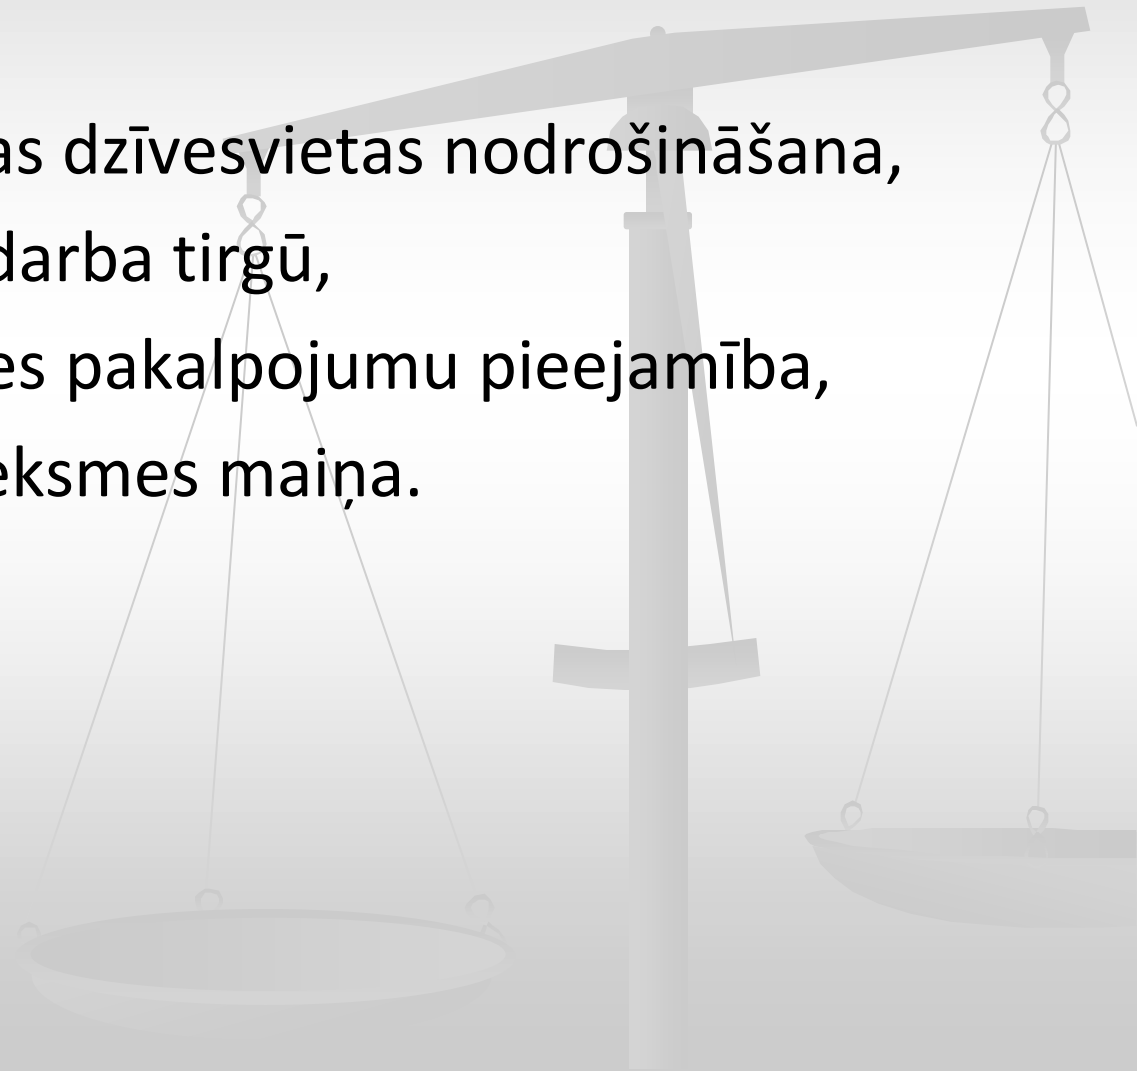 as dzīvesvietas nodrošināšana,
darba tirgū,
es pakalpojumu pieejamība,
eksmes maiņa.